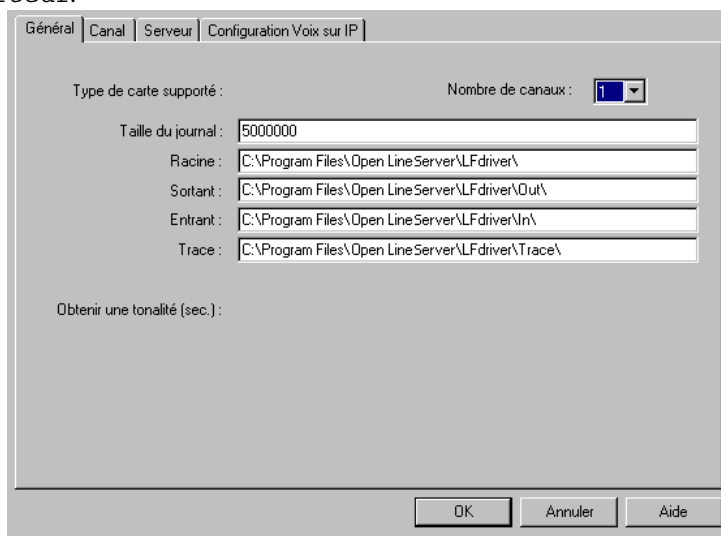 Général Canal Serveur Configuration Voix sur IP
Type de carte supporté : Nombre de canaux : 1
Taille du journal : 5000000
Racine : C:\Program Files\Open LineServer\LFdriver\
Sortant : C:\Program Files\Open LineServer\LFdriver\Out\
Entrant : C:\Program Files\Open LineServer\LFdriver\In\
Trace : C:\Program Files\Open LineServer\LFdriver\Trace\
Obtenir une tonalité (sec.) :
OK Annuler Aide